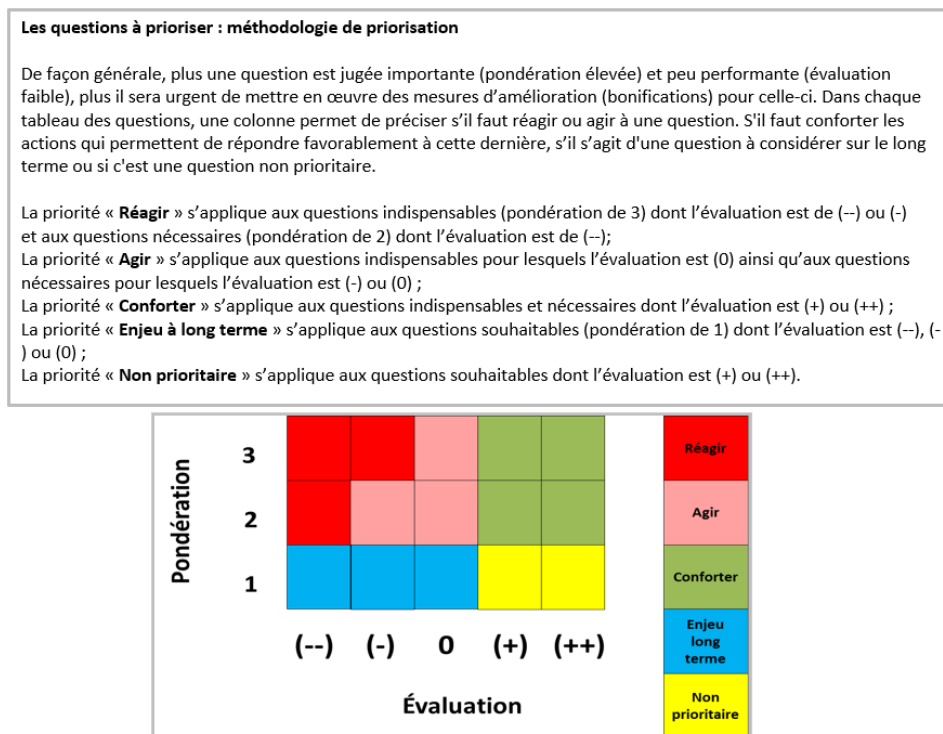 Les questions à prioriser : méthodologie de priorisation
De façon générale, plus une question est jugée importante (pondération élevée) et peu performante (évaluation
faible), plus il sera urgent de mettre en œuvre des mesures d’amélioration (bonifications) pour celle-ci. Dans chaque
tableau des questions, une colonne permet de préciser s’il faut réagir ou agir à une question. S'il faut conforter les
actions qui permettent de répondre favorablement à cette dernière, s’il s’agit d'une question à considérer sur le long
terme ou si c'est une question non prioritaire.
La priorité « Réagir » s’applique aux questions indispensables (pondération de 3) dont l’évaluation est de (--) ou (-)
et aux questions nécessaires (pondération de 2) dont l’évaluation est de (--);
La priorité « Agir » s’applique aux questions indispensables pour lesquels l’évaluation est (0) ainsi qu’aux questions
nécessaires pour lesquels l’évaluation est (-) ou (0) ;
La priorité « Conforter » s’applique aux questions indispensables et nécessaires dont l’évaluation est (+) ou (++) ;
La priorité « Enjeu à long terme » s’applique aux questions souhaitables (pondération de 1) dont l’évaluation est (--), (-
) ou (0) ;
La priorité « Non prioritaire » s’applique aux questions souhaitables dont l’évaluation est (+) ou (++).
Pondération
3
2
1
(--) (-) 0 (+) (++)
Évaluation
Réagir
Agir
Conforter
Enjeu
long
terme
Non
prioritaire